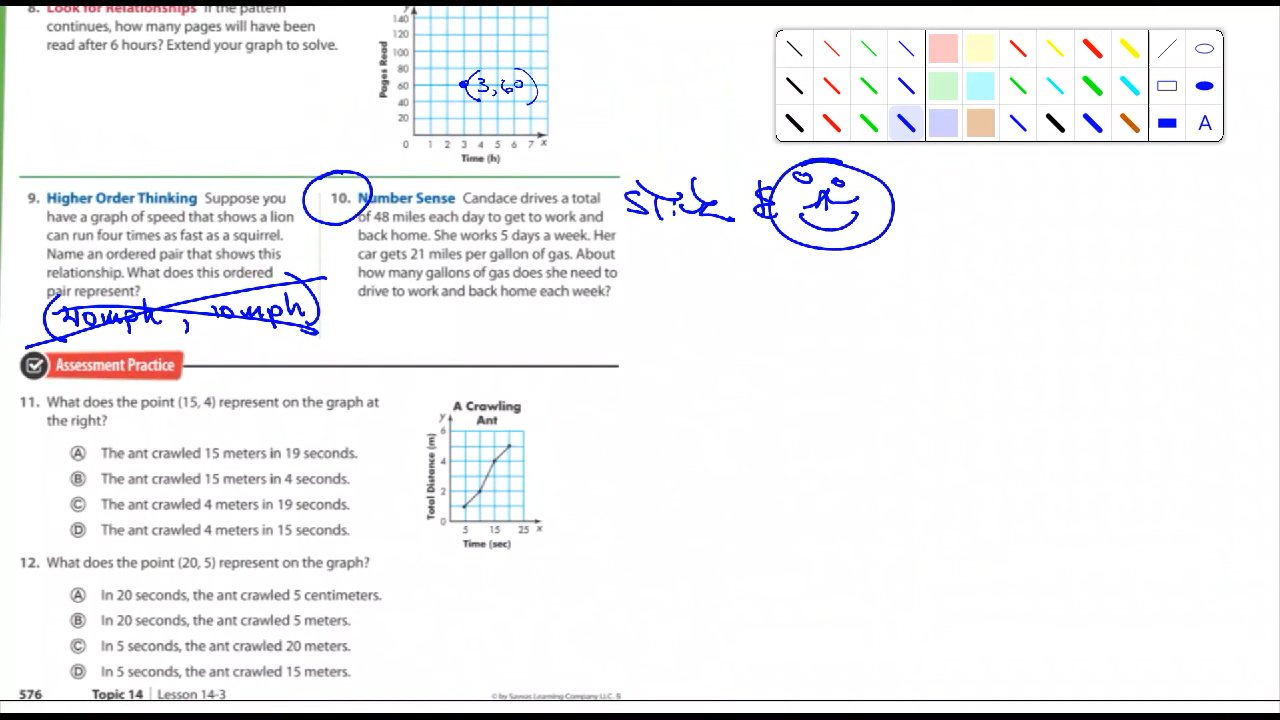 8. Look for Relationships If the pattern
continues, how many pages will have been
read after 6 hours? Extend your graph to solve.
y
140
120
100
80
60
40
20
0 1 2 3 4 5 6 7 x
Pages Read
Time (h)
(3,60)
9. Higher Order Thinking Suppose you
have a graph of speed that shows a lion
can run four times as fast as a squirrel.
Name an ordered pair that shows this
relationship. What does this ordered
pair represent?
10. Number Sense Candace drives a total
of 48 miles each day to get to work and
back home. She works 5 days a week. Her
car gets 21 miles per gallon of gas. About
how many gallons of gas does she need to
drive to work and back home each week?
A
Assessment Practice
11. What does the point (15, 4) represent on the graph at
the right?
Ⓐ The ant crawled 15 meters in 19 seconds.
Ⓑ The ant crawled 15 meters in 4 seconds.
Ⓒ The ant crawled 4 meters in 19 seconds.
Ⓓ The ant crawled 4 meters in 15 seconds.
A Crawling
Ant
y
6
4
2
0
5 15 25 x
Total Distance (m)
Time (sec)
12. What does the point (20, 5) represent on the graph?
Ⓐ In 20 seconds, the ant crawled 5 centimeters.
Ⓑ In 20 seconds, the ant crawled 5 meters.
Ⓒ In 5 seconds, the ant crawled 20 meters.
Ⓓ In 5 seconds, the ant crawled 15 meters.
576 Topic 14 | Lesson 14-3
© by Savvas Learning Company LLC.